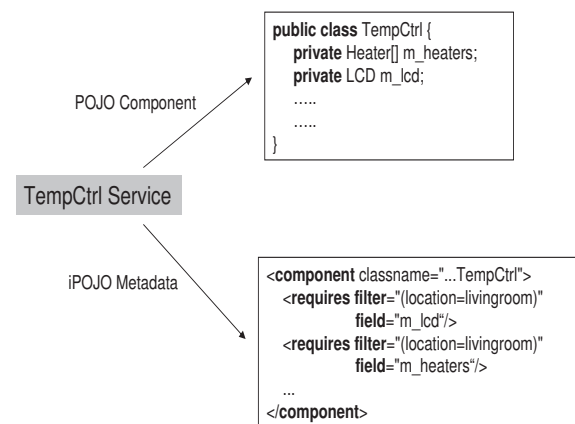 public class TempCtrl {
private Heater[] m_heaters;
private LCD m_lcd;
.....
.....
}
POJO Component
TempCtrl Service
iPOJO Metadata
<component classname="...TempCtrl">
<requires filter="(location=livingroom)"
field="m_lcd“/>
<requires filter="(location=livingroom)"
field="m_heaters“/>
...
</component>